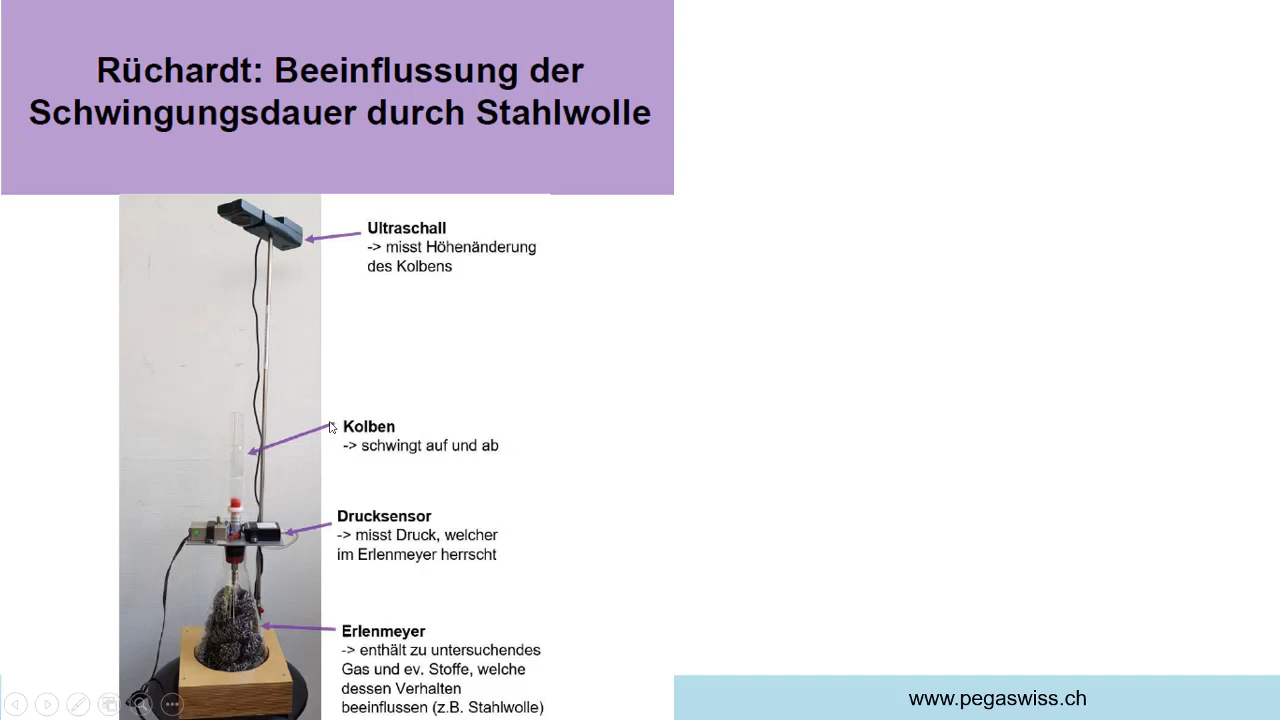 Rüchardt: Beeinflussung der
Schwingungsdauer durch Stahlwolle
Ultraschall
-> misst Höhenänderung
des Kolbens
Kolben
-> schwingt auf und ab
Drucksensor
-> misst Druck, welcher
im Erlenmeyer herrscht
Erlenmeyer
-> enthält zu untersuchendes
Gas und ev. Stoffe, welche
dessen Verhalten
beeinflussen (z.B. Stahlwolle)
www.pegaswiss.ch